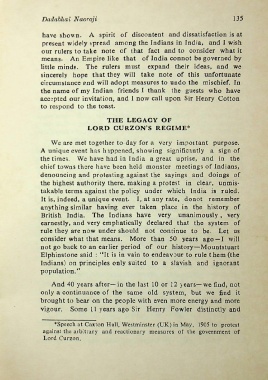 Dadabhai Naoroji 135
have shown. A spirit of discontent and dissatisfaction is at
present widely spread among the Indians in India, and I wish
our rulers to take note of that fact and to consider what it
means. An Empire like that of India cannot be governed by
little minds. The rulers must expand their ideas, and we
sincerely hope that they will take note of this unfortunate
circumstance and will adopt measures to undo the mischief. In
the name of my Indian friends I thank the guests who have
accepted our invitation, and I now call upon Sir Henry Cotton
to respond to the toast.
THE LEGACY OF
LORD CURZON'S REGIME*
We are met together to-day for a very important purpose.
A unique event has happened, showing significantly a sign of
the times. We have had in India a great uprise, and in the
chief towns there have been held monster meetings of Indians,
denouncing and protesting against the sayings and doings of
the highest authority there, making a protest in clear, unmis-
takable terms against the policy under which India is ruled.
It is, indeed, a unique event. I, at any rate, do not remember
anything similar having ever taken place in the history of
British India. The Indians have very unanimously, very
earnestly, and very emphatically declared that the system of
rule they are now under should not continue to be. Let us
consider what that means. More than 50 years ago—I will
not go back to an earlier period of our history—Mountstuart
Elphinstone said : "It is in vain to endeavour to rule them (the
Indians) on principles only suited to a slavish and ignorant
population."
And 40 years after—in the last 10 or 12 years—we find, not
only a continuance of the same old system, but we find it
brought to bear on the people with even more energy and more
vigour. Some 11 years ago Sir Henry Fowler distinctly and
*Speech at Caxton Hall, Westminster (UK) in May, 1905 to protest
against the arbitrary and reactionary measures of the government of
Lord Curzon.